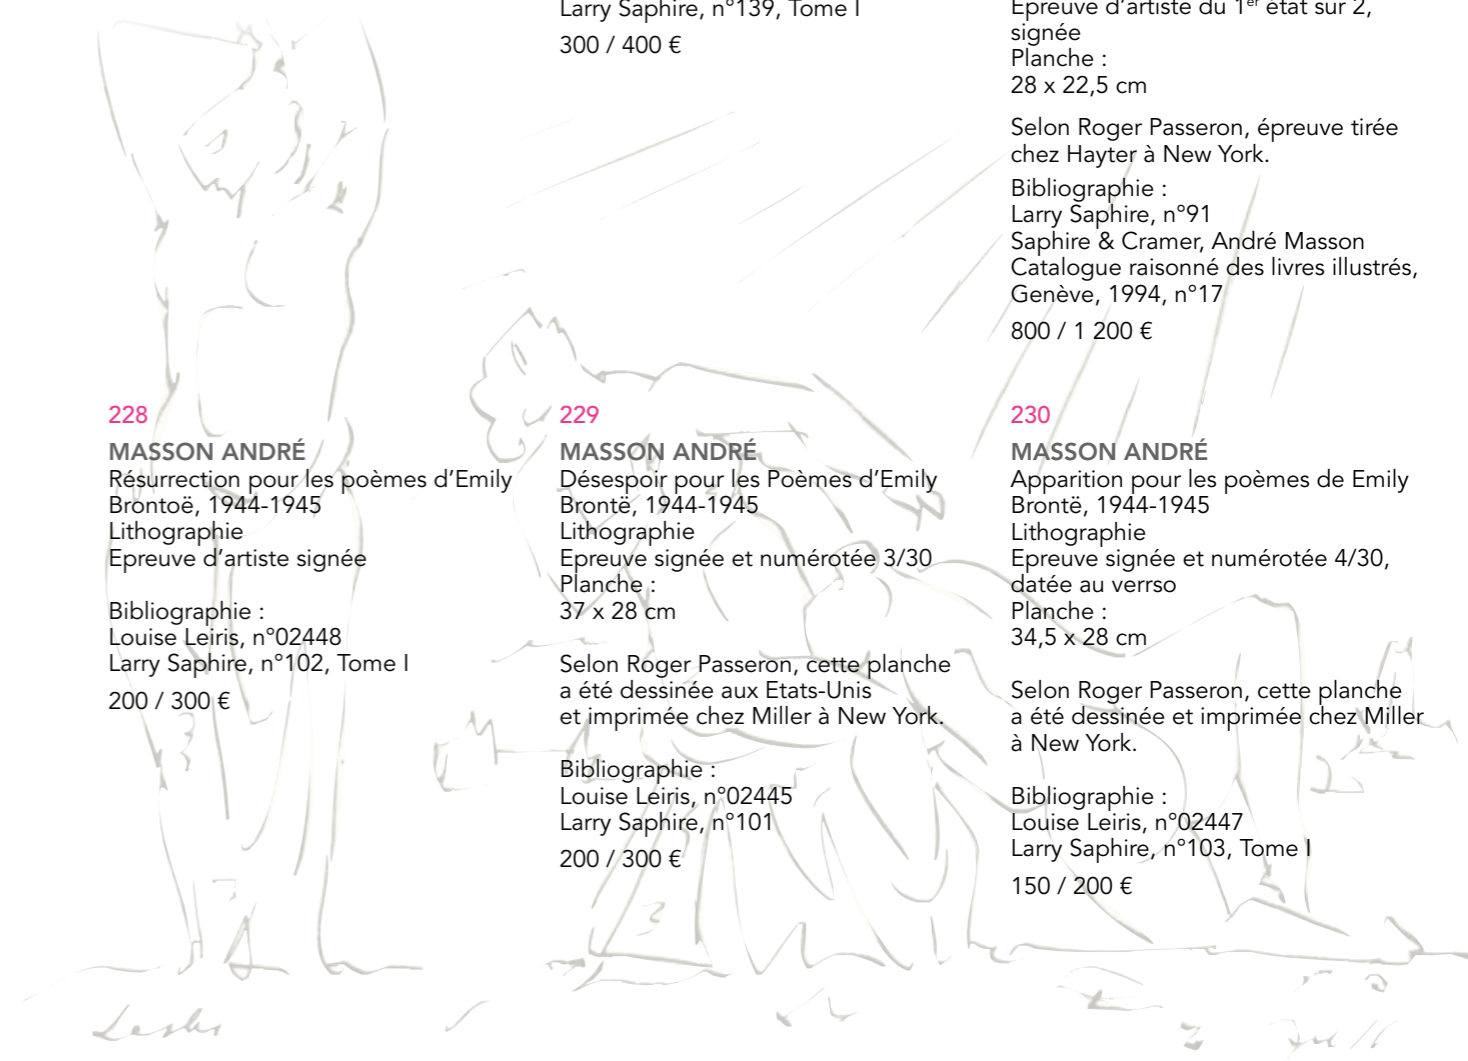 Larry Saphire, n°139, Tome I
300 / 400 €
Epreuve d’artiste du 1er état sur 2,
signée
Planche :
28 x 22,5 cm
Selon Roger Passeron, épreuve tirée
chez Hayter à New York.
Bibliographie :
Larry Saphire, n°91
Saphire & Cramer, André Masson
Catalogue raisonné des livres illustrés,
Genève, 1994, n°17
800 / 1 200 €
228
MASSON ANDRÉ
Résurrection pour les poèmes d’Emily
Brontoë, 1944-1945
Lithographie
Epreuve d’artiste signée
Bibliographie :
Louise Leiris, n°02448
Larry Saphire, n°102, Tome I
200 / 300 €
229
MASSON ANDRÉ
Désespoir pour les Poèmes d’Emily
Brontë, 1944-1945
Lithographie
Epreuve signée et numérotée 3/30
Planche :
37 x 28 cm
Selon Roger Passeron, cette planche
a été dessinée aux Etats-Unis
et imprimée chez Miller à New York.
Bibliographie :
Louise Leiris, n°02445
Larry Saphire, n°101
200 / 300 €
230
MASSON ANDRÉ
Apparition pour les poèmes de Emily
Brontë, 1944-1945
Lithographie
Epreuve signée et numérotée 4/30,
datée au verrso
Planche :
34,5 x 28 cm
Selon Roger Passeron, cette planche
a été dessinée et imprimée chez Miller
à New York.
Bibliographie :
Louise Leiris, n°02447
Larry Saphire, n°103, Tome I
150 / 200 €